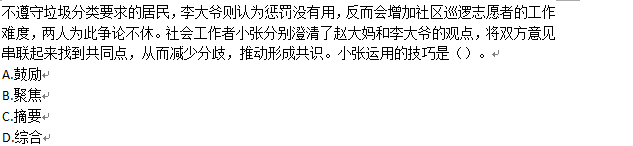 不遵守垃圾分类要求的居民，李大爷则认为惩罚没有用，反而会增加社区巡逻志愿者的工作
难度，两人为此争论不休。社会工作者小张分别澄清了赵大妈和李大爷的观点，将双方意见
串联起来找到共同点，从而减少分歧，推动形成共识。小张运用的技巧是（）。
A.鼓励
B.聚焦
C.摘要
D.综合